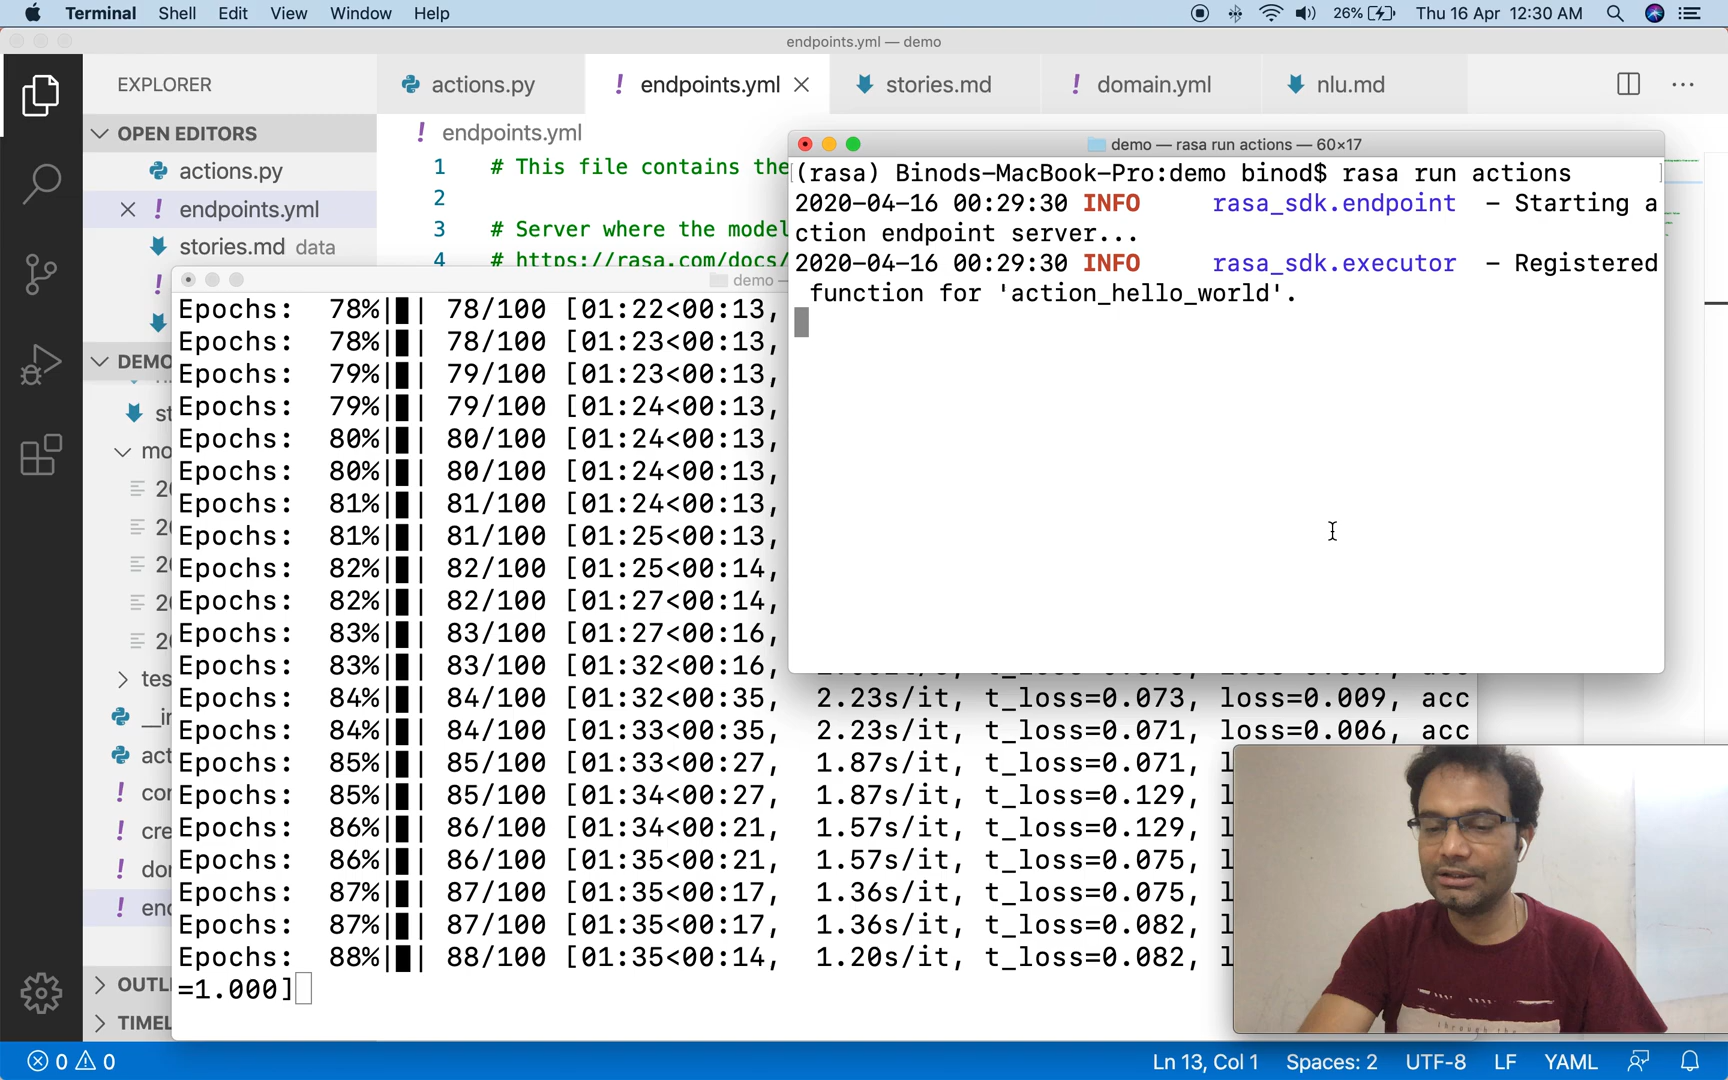 Terminal Shell Edit View Window Help 26% Thu 16 Apr 12:30 AM
endpoints.yml — demo
EXPLORER
actions.py endpoints.yml stories.md domain.yml nlu.md
OPEN EDITORS
actions.py
endpoints.yml
stories.md data
DEMO
endpoints.yml
1 # This file contains the
2
3 # Server where the model
4 # https://rasa.com/docs/
demo — rasa run actions — 60×17
(rasa) Binods-MacBook-Pro:demo binod$ rasa run actions
2020-04-16 00:29:30 INFO rasa_sdk.endpoint - Starting a
ction endpoint server...
2020-04-16 00:29:30 INFO rasa_sdk.executor - Registered
function for 'action_hello_world'.
demo —
Epochs: 78%| | 78/100 [01:22<00:13,
Epochs: 78%| | 78/100 [01:23<00:13,
Epochs: 79%| | 79/100 [01:23<00:13,
Epochs: 79%| | 79/100 [01:24<00:13,
Epochs: 80%| | 80/100 [01:24<00:13,
Epochs: 80%| | 80/100 [01:24<00:13,
Epochs: 81%| | 81/100 [01:24<00:13,
Epochs: 81%| | 81/100 [01:25<00:13,
Epochs: 82%| | 82/100 [01:25<00:14,
Epochs: 82%| | 82/100 [01:27<00:14,
Epochs: 83%| | 83/100 [01:27<00:16,
Epochs: 83%| | 83/100 [01:32<00:16,
Epochs: 84%| | 84/100 [01:32<00:35, 2.23s/it, t_loss=0.073, loss=0.009, acc
Epochs: 84%| | 84/100 [01:33<00:35, 2.23s/it, t_loss=0.071, loss=0.006, acc
Epochs: 85%| | 85/100 [01:33<00:27, 1.87s/it, t_loss=0.071, l
Epochs: 85%| | 85/100 [01:34<00:27, 1.87s/it, t_loss=0.129, l
Epochs: 86%| | 86/100 [01:34<00:21, 1.57s/it, t_loss=0.129, l
Epochs: 86%| | 86/100 [01:35<00:21, 1.57s/it, t_loss=0.075, l
Epochs: 87%| | 87/100 [01:35<00:17, 1.36s/it, t_loss=0.075, l
Epochs: 87%| | 87/100 [01:35<00:17, 1.36s/it, t_loss=0.082, l
Epochs: 88%| | 88/100 [01:35<00:14, 1.20s/it, t_loss=0.082, l
=1.000]
st
mo
20
20
20
20
20
tes
__in
act
con
cre
dor
end
OUTL
TIMEL
0 0 Ln 13, Col 1 Spaces: 2 UTF-8 LF YAML